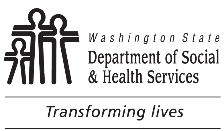 Washington State
Department of Social
& Health Services
Transforming lives